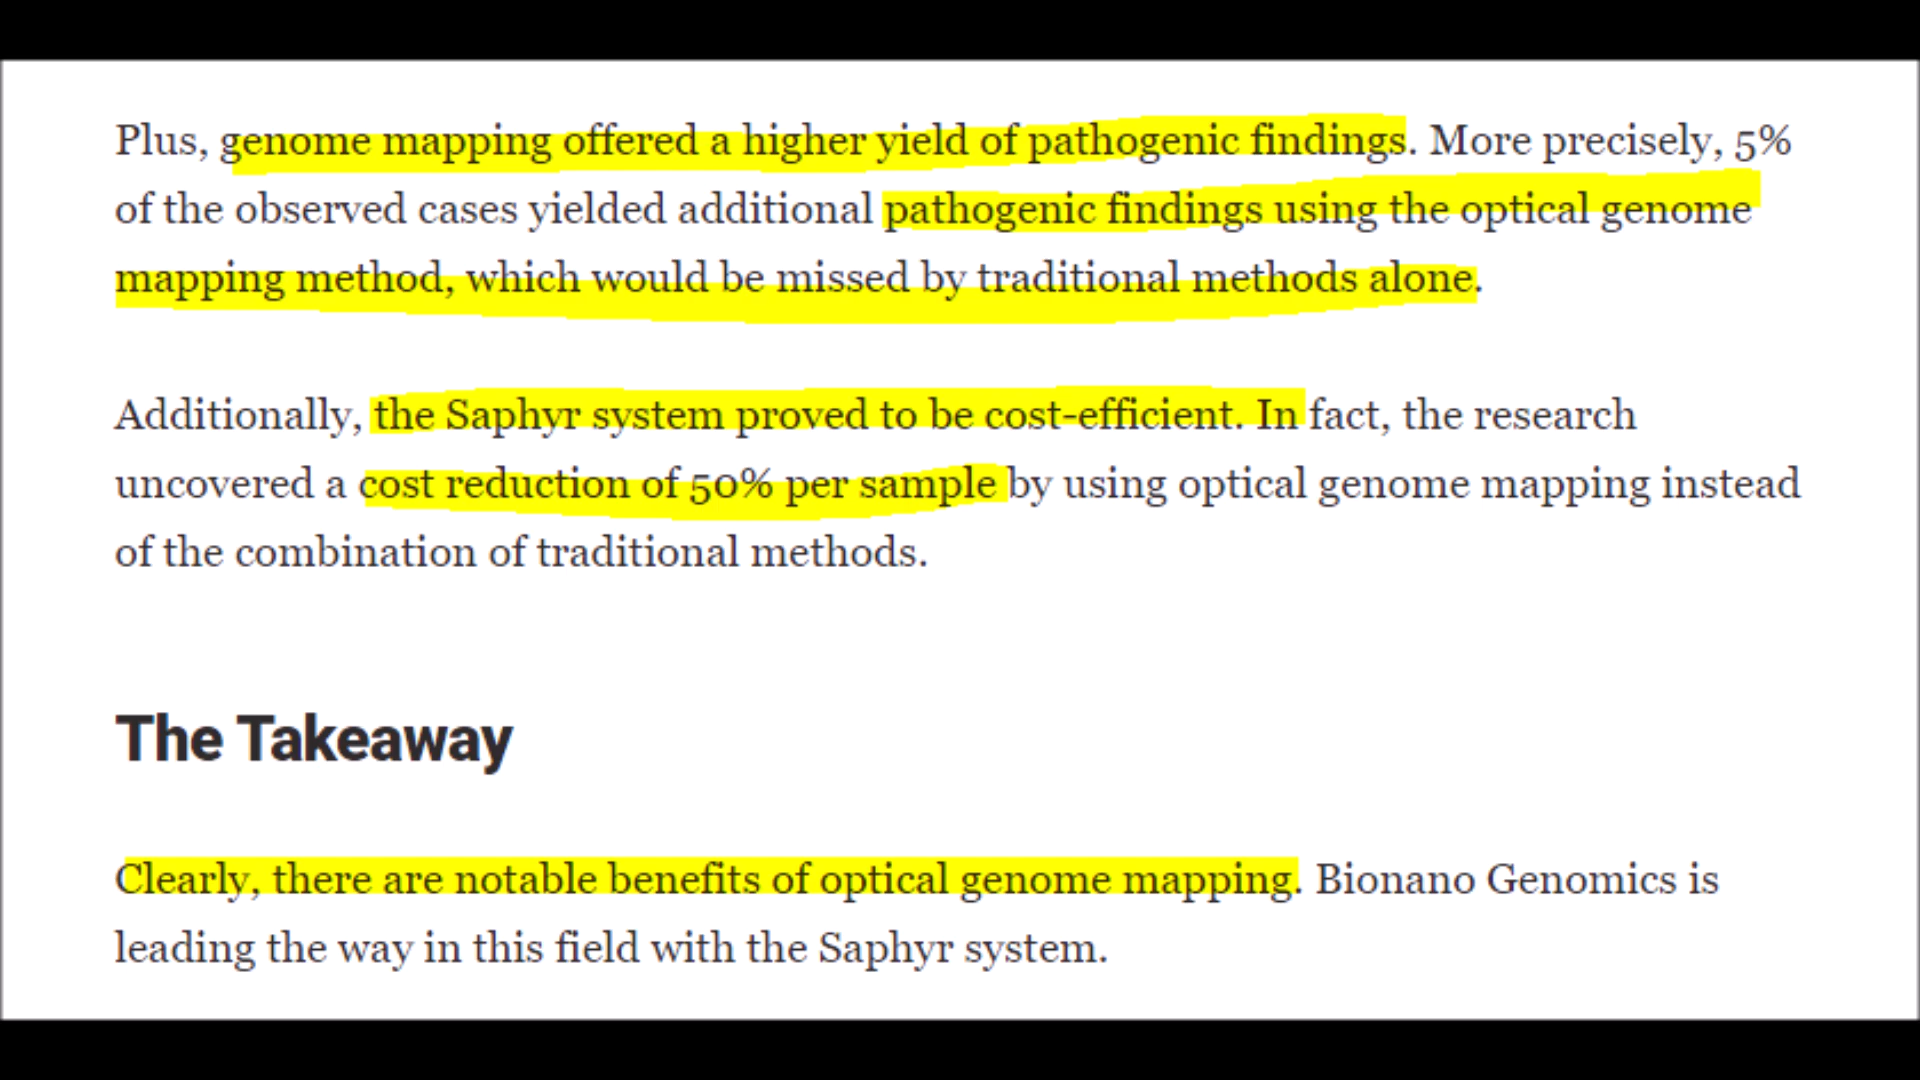 Plus, genome mapping offered a higher yield of pathogenic findings. More precisely, 5%
of the observed cases yielded additional pathogenic findings using the optical genome
mapping method, which would be missed by traditional methods alone.
Additionally, the Saphyr system proved to be cost-efficient. In fact, the research
uncovered a cost reduction of 50% per sample by using optical genome mapping instead
of the combination of traditional methods.
The Takeaway
Clearly, there are notable benefits of optical genome mapping. Bionano Genomics is
leading the way in this field with the Saphyr system.